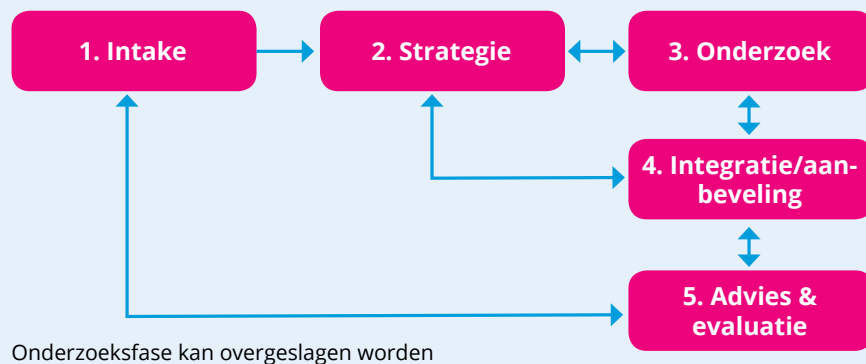 1. Intake
2. Strategie
3. Onderzoek
4. Integratie/aan-
beveling
5. Advies &
evaluatie
Onderzoeksfase kan overgeslagen worden